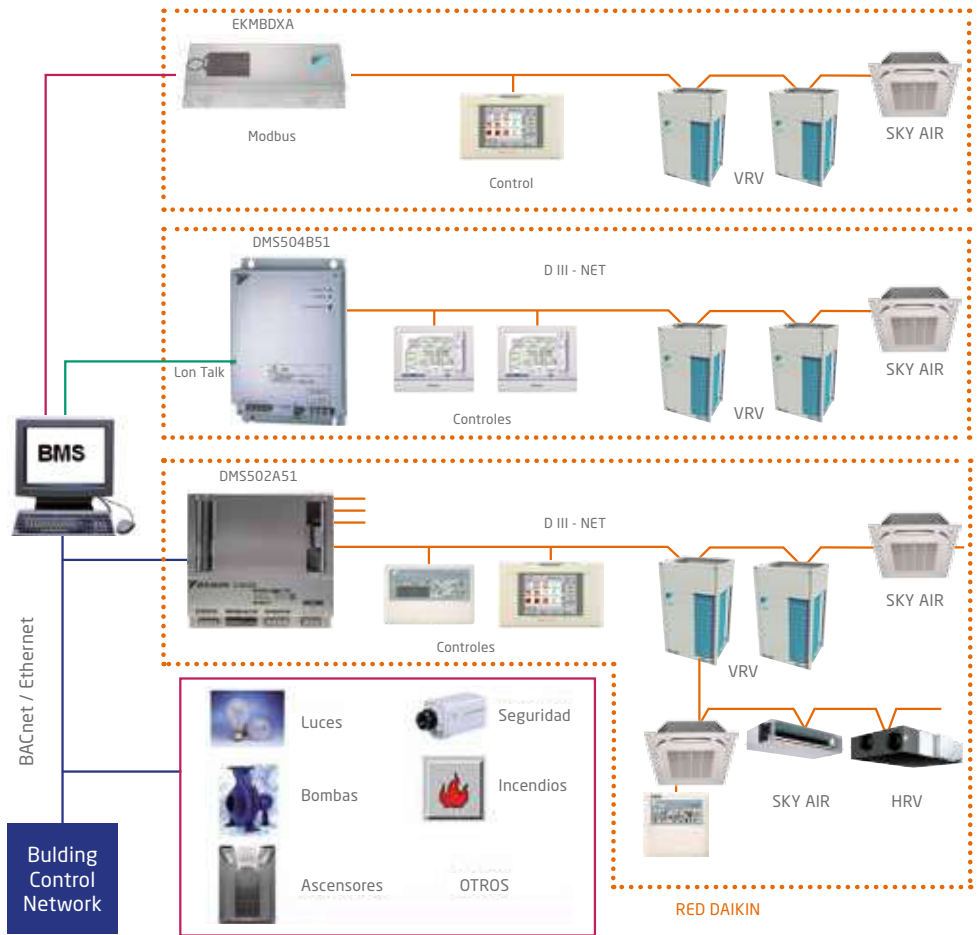 EKMBDXA
Modbus
Control
VRV
SKY AIR
DMS504B51
D III - NET
Lon Talk
Controles
VRV
SKY AIR
BMS
DMS502A51
D III - NET
Controles
VRV
SKY AIR
BACnet / Ethernet
Luces
Seguridad
Bombas
Incendios
Ascensores
OTROS
SKY AIR
HRV
Bulding
Control
Network
RED DAIKIN